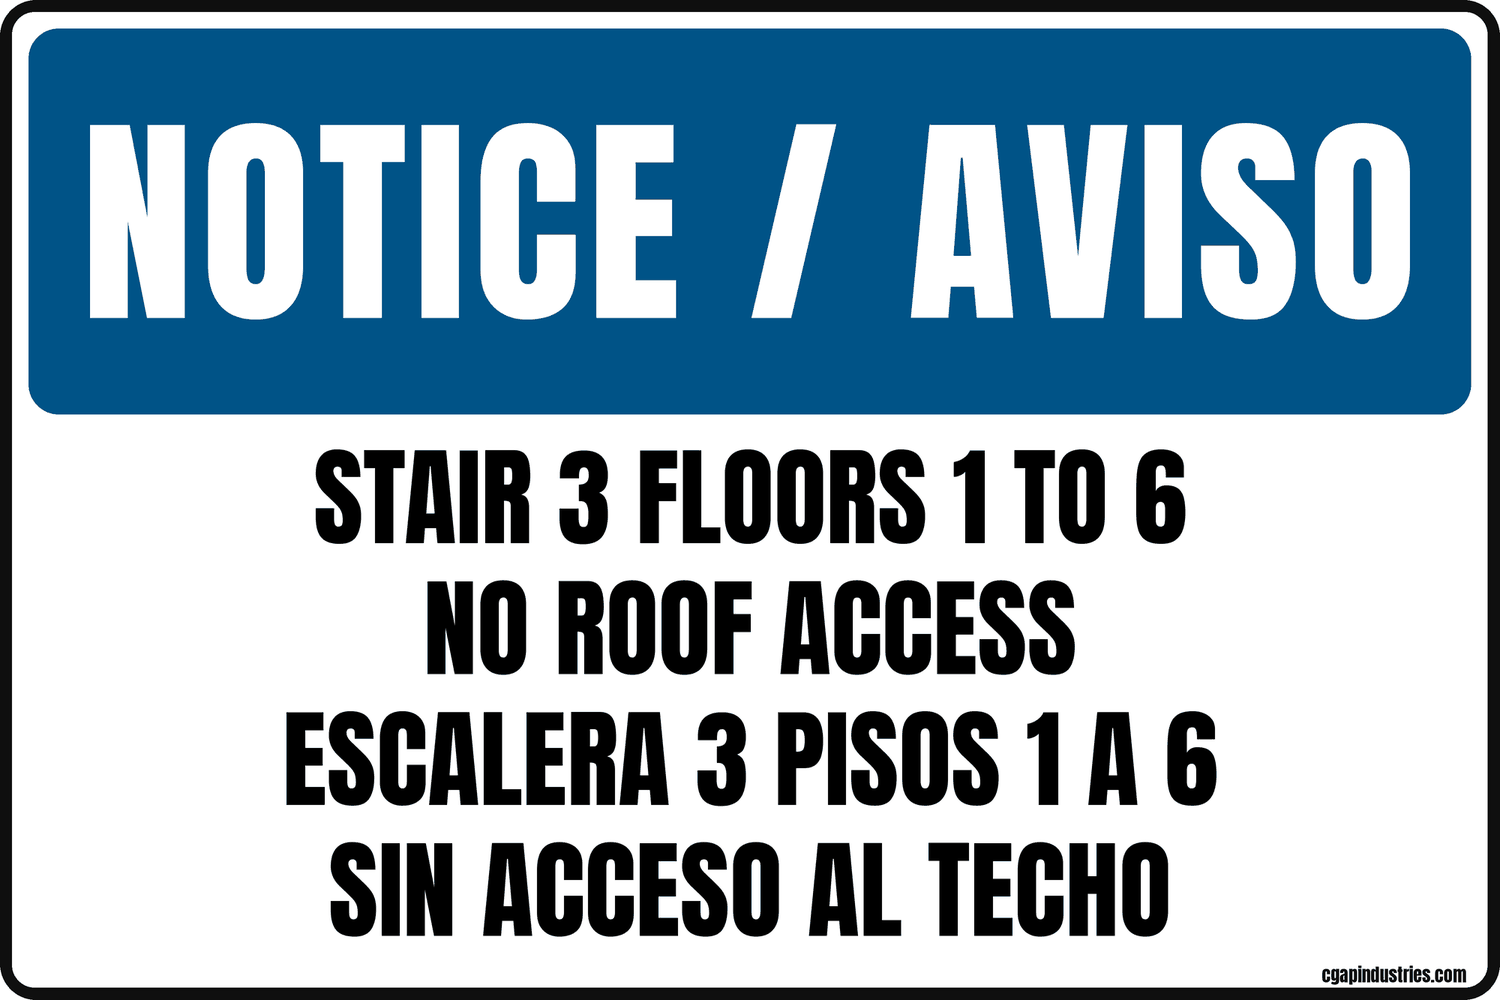 NOTICE / AVISO
STAIR 3 FLOORS 1 TO 6
NO ROOF ACCESS
ESCALERA 3 PISOS 1 A 6
SIN ACCESO AL TECHO
cgapindustries.com